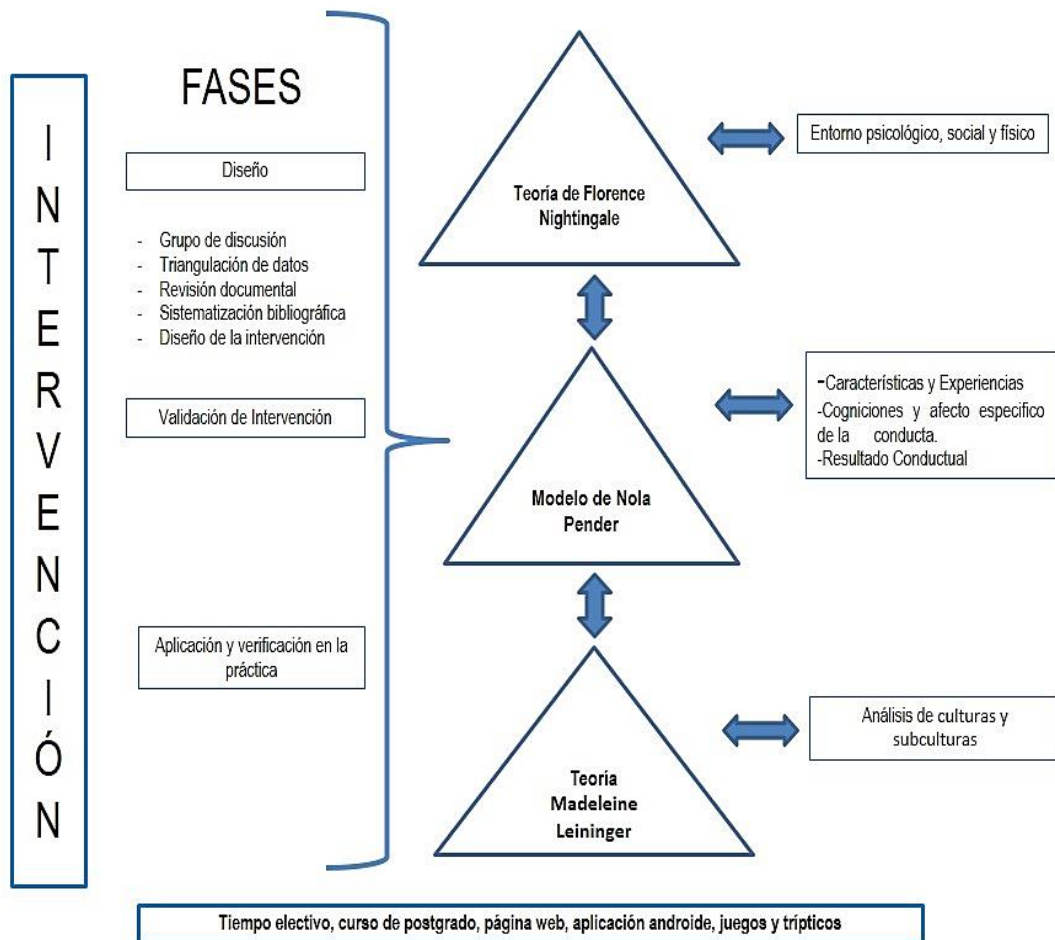 INTERVENCIÓN
FASES
Diseño
- Grupo de discusión
- Triangulación de datos
- Revisión documental
- Sistematización bibliográfica
- Diseño de la intervención
Validación de Intervención
Aplicación y verificación en la
práctica
Teoría de Florence
Nightingale
Entorno psicológico, social y físico
Modelo de Nola
Pender
-Características y Experiencias
-Cogniciones y afecto especifico
de la conducta.
-Resultado Conductual
Teoría
Madeleine
Leininger
Análisis de culturas y
subculturas
Tiempo electivo, curso de postgrado, página web, aplicación androide, juegos y trípticos